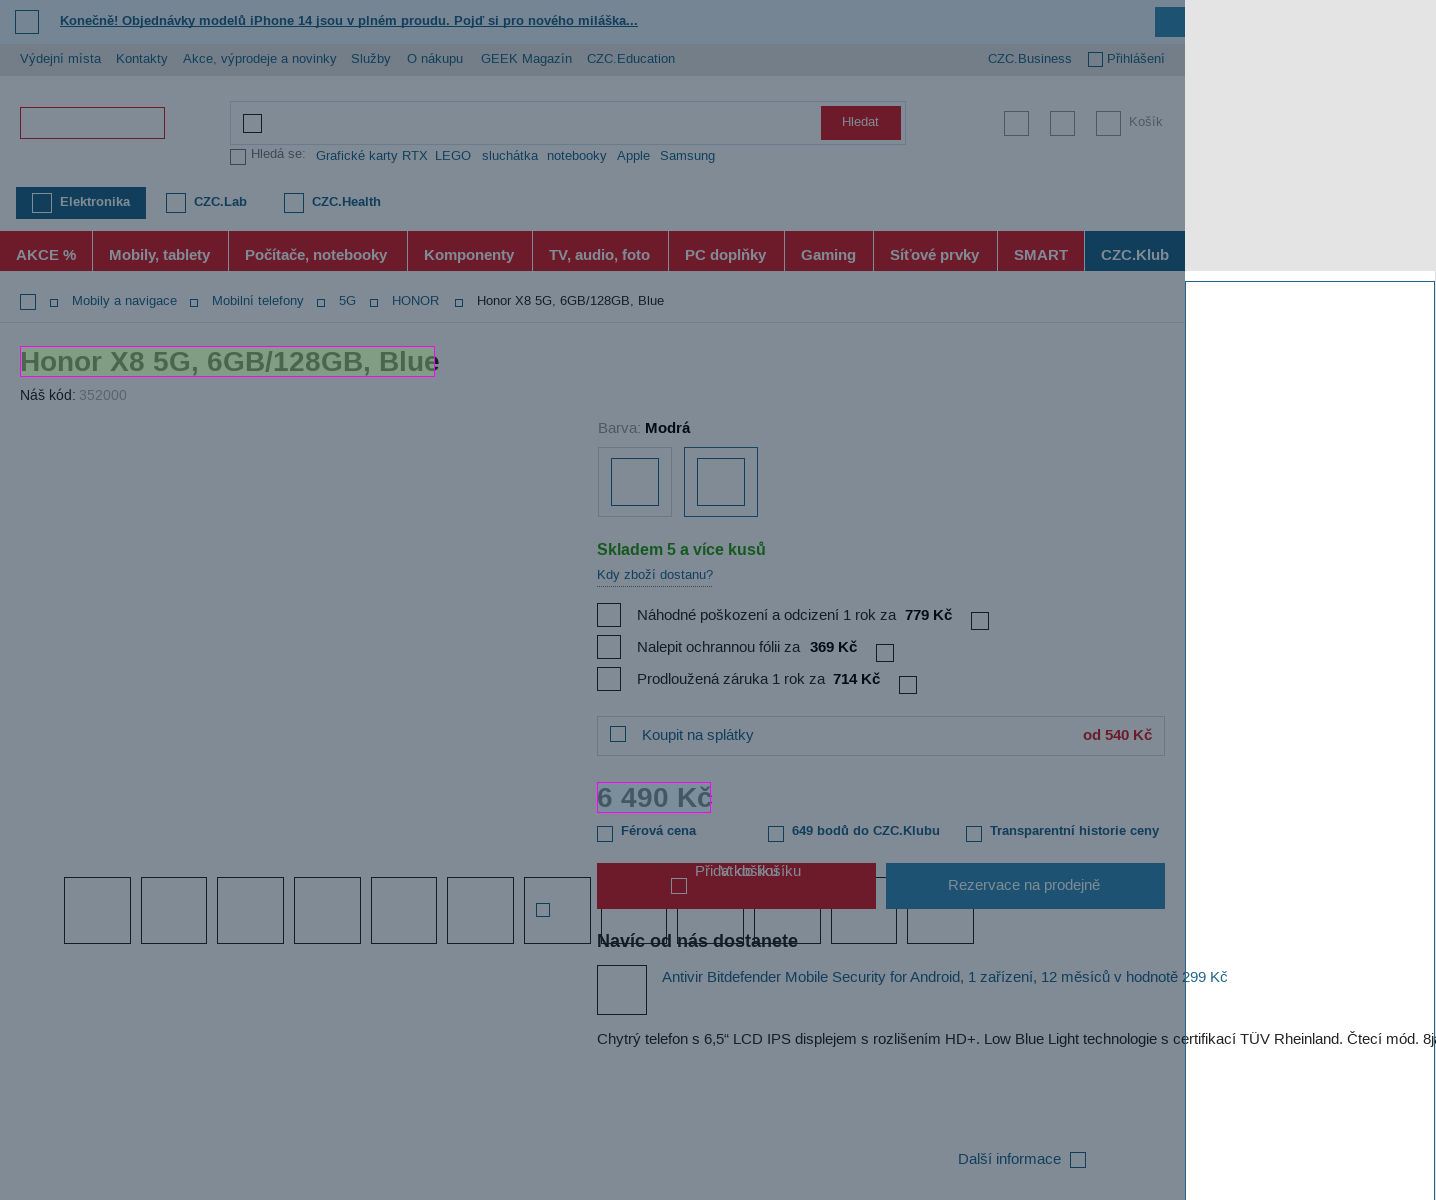 Konečně! Objednávky modelů iPhone 14 jsou v plném proudu. Pojď si pro nového miláška...
Výdejní místa Kontakty Akce, výprodeje a novinky Služby O nákupu GEEK Magazín CZC.Education CZC.Business Přihlášení
Hledat
Košík
Hledá se: Grafické karty RTX LEGO sluchátka notebooky Apple Samsung
Elektronika CZC.Lab CZC.Health
AKCE % Mobily, tablety Počítače, notebooky Komponenty TV, audio, foto PC doplňky Gaming Síťové prvky SMART CZC.Klub
Mobily a navigace Mobilní telefony 5G HONOR Honor X8 5G, 6GB/128GB, Blue
Honor X8 5G, 6GB/128GB, Blue
Náš kód: 352000
Barva: Modrá
Skladem 5 a více kusů
Kdy zboží dostanu?
Náhodné poškození a odcizení 1 rok za 779 Kč
Nalepit ochrannou fólii za 369 Kč
Prodloužená záruka 1 rok za 714 Kč
Koupit na splátky od 540 Kč
6 490 Kč
Férová cena 649 bodů do CZC.Klubu Transparentní historie ceny
Přidat do košíku
V košíku
Rezervace na prodejně
Navíc od nás dostanete
Antivir Bitdefender Mobile Security for Android, 1 zařízení, 12 měsíců v hodnotě 299 Kč
Chytrý telefon s 6,5“ LCD IPS displejem s rozlišením HD+. Low Blue Light technologie s certifikací TÜV Rheinland. Čtecí mód.
Další informace